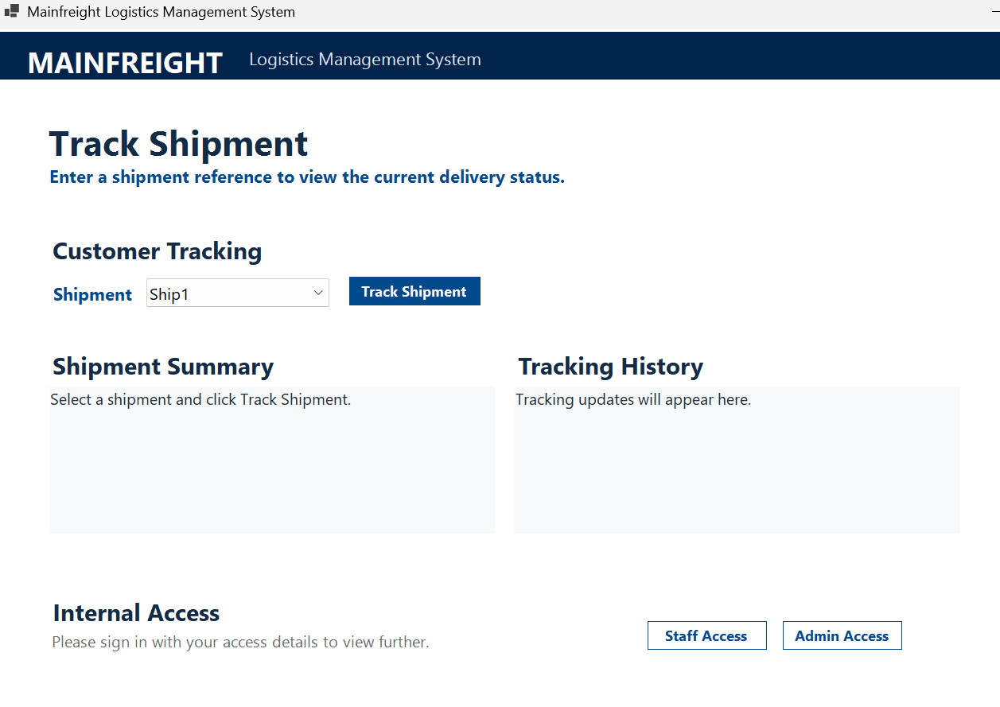 Mainfreight Logistics Management System
MAINFREIGHT Logistics Management System
Track Shipment
Enter a shipment reference to view the current delivery status.
Customer Tracking
Shipment Ship1 Track Shipment
Shipment Summary
Select a shipment and click Track Shipment.
Tracking History
Tracking updates will appear here.
Internal Access
Please sign in with your access details to view further.
Staff Access Admin Access